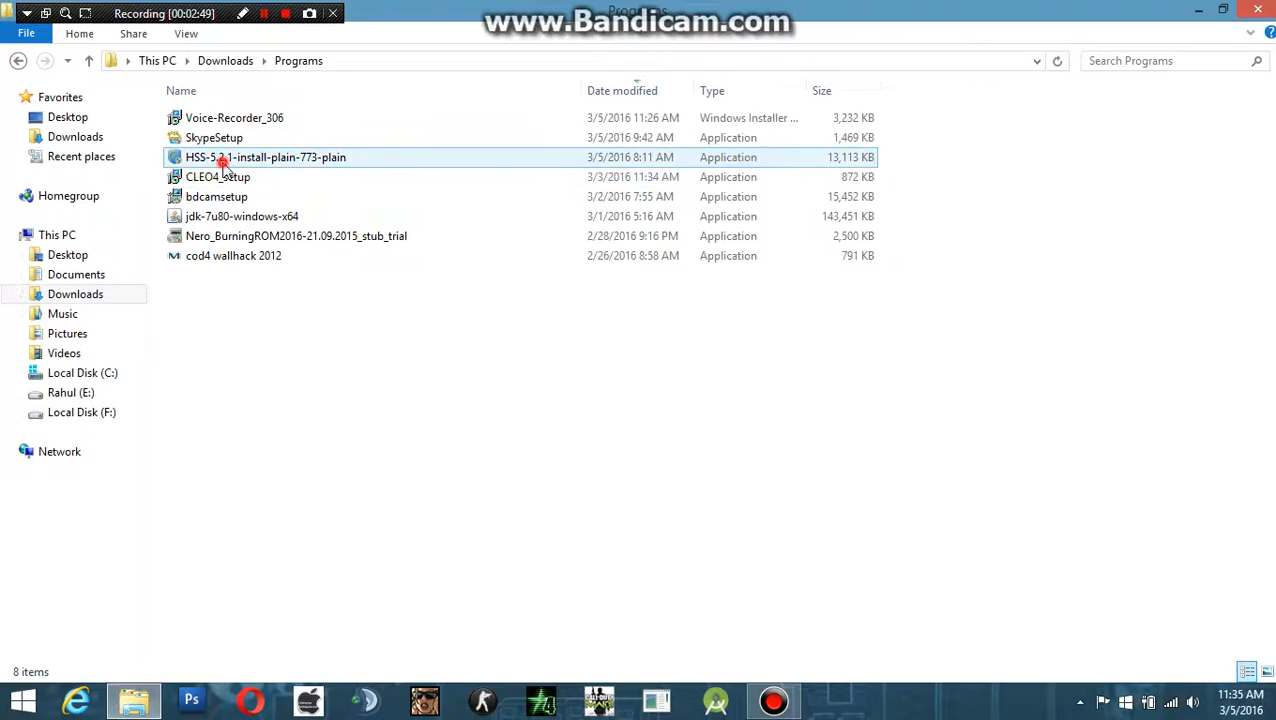 Recording [00:02:49]
www.Bandicam.com
File Home Share View
This PC Downloads Programs
Search Programs
Name Date modified Type Size
Favorites
Desktop
Downloads
Recent places
Homegroup
This PC
Desktop
Documents
Downloads
Music
Pictures
Videos
Local Disk (C:)
Rahul (E:)
Local Disk (F:)
Network
Voice-Recorder_306 3/5/2016 11:26 AM Windows Installer ... 3,232 KB
SkypeSetup 3/5/2016 9:42 AM Application 1,469 KB
HSS-5.2.1-install-plain-773-plain 3/5/2016 8:11 AM Application 13,113 KB
CLEO4_setup 3/3/2016 11:34 AM Application 872 KB
bdcamsetup 3/2/2016 7:55 AM Application 15,452 KB
jdk-7u80-windows-x64 3/1/2016 5:16 AM Application 143,451 KB
Nero_BurningROM2016-21.09.2015_stub_trial 2/28/2016 9:16 PM Application 2,500 KB
cod4 wallhack 2012 2/26/2016 8:58 AM Application 791 KB
8 items
Ps
11:35 AM
3/5/2016